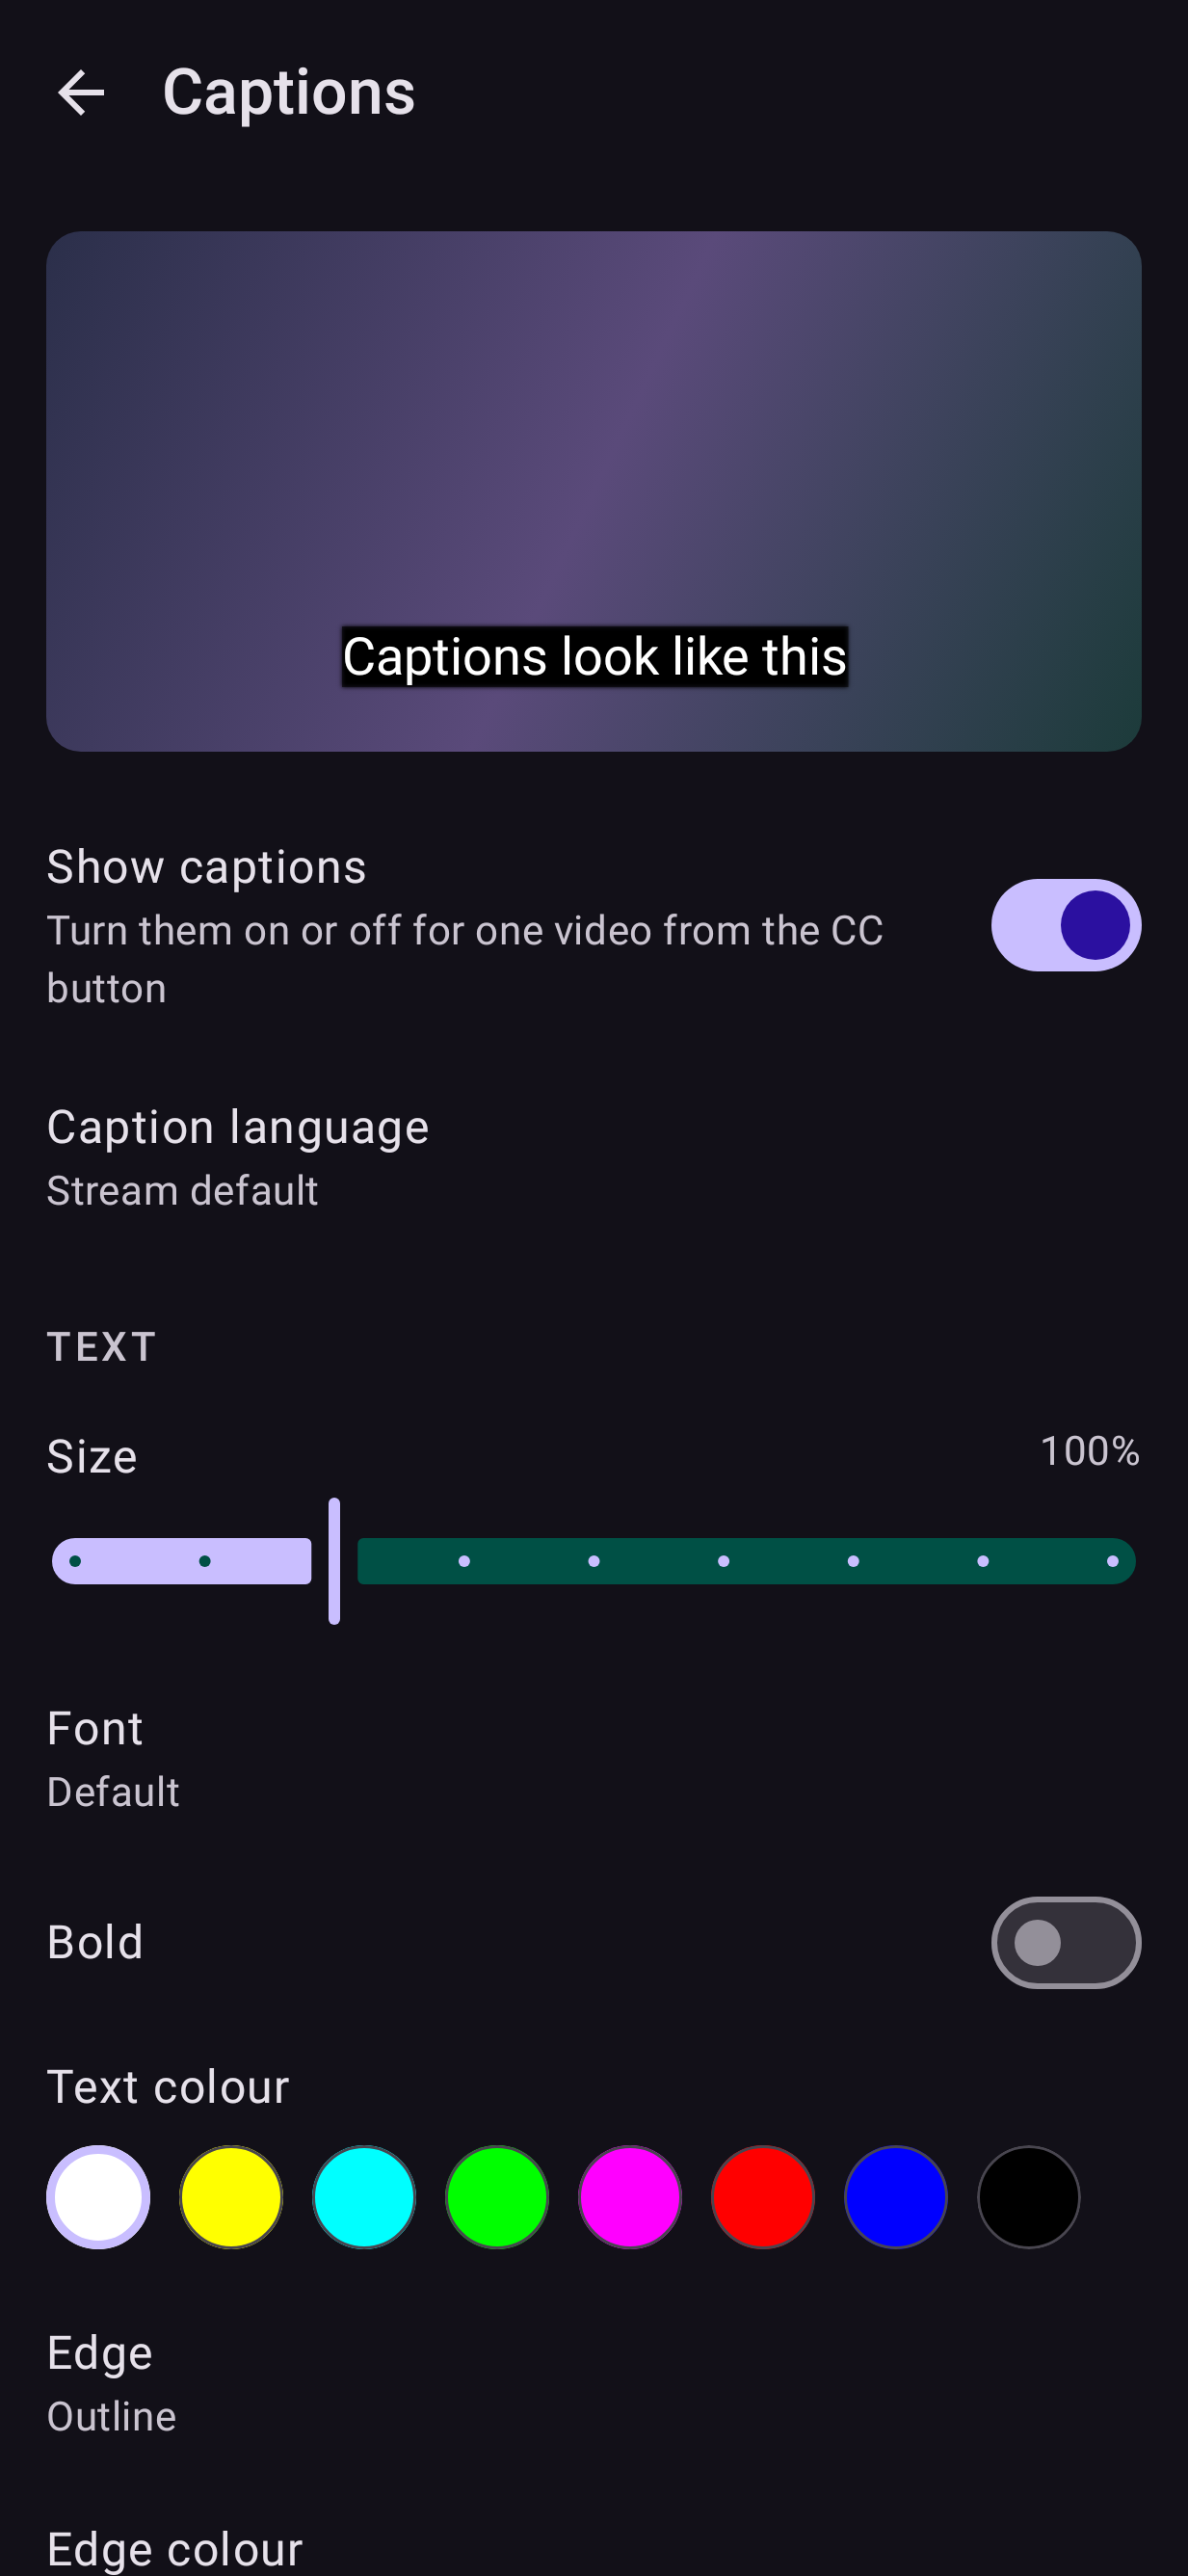 Captions
Captions look like this
Show captions
Turn them on or off for one video from the CC
button
Caption language
Stream default
TEXT
Size
100%
Font
Default
Bold
Text colour
Edge
Outline
Edge colour